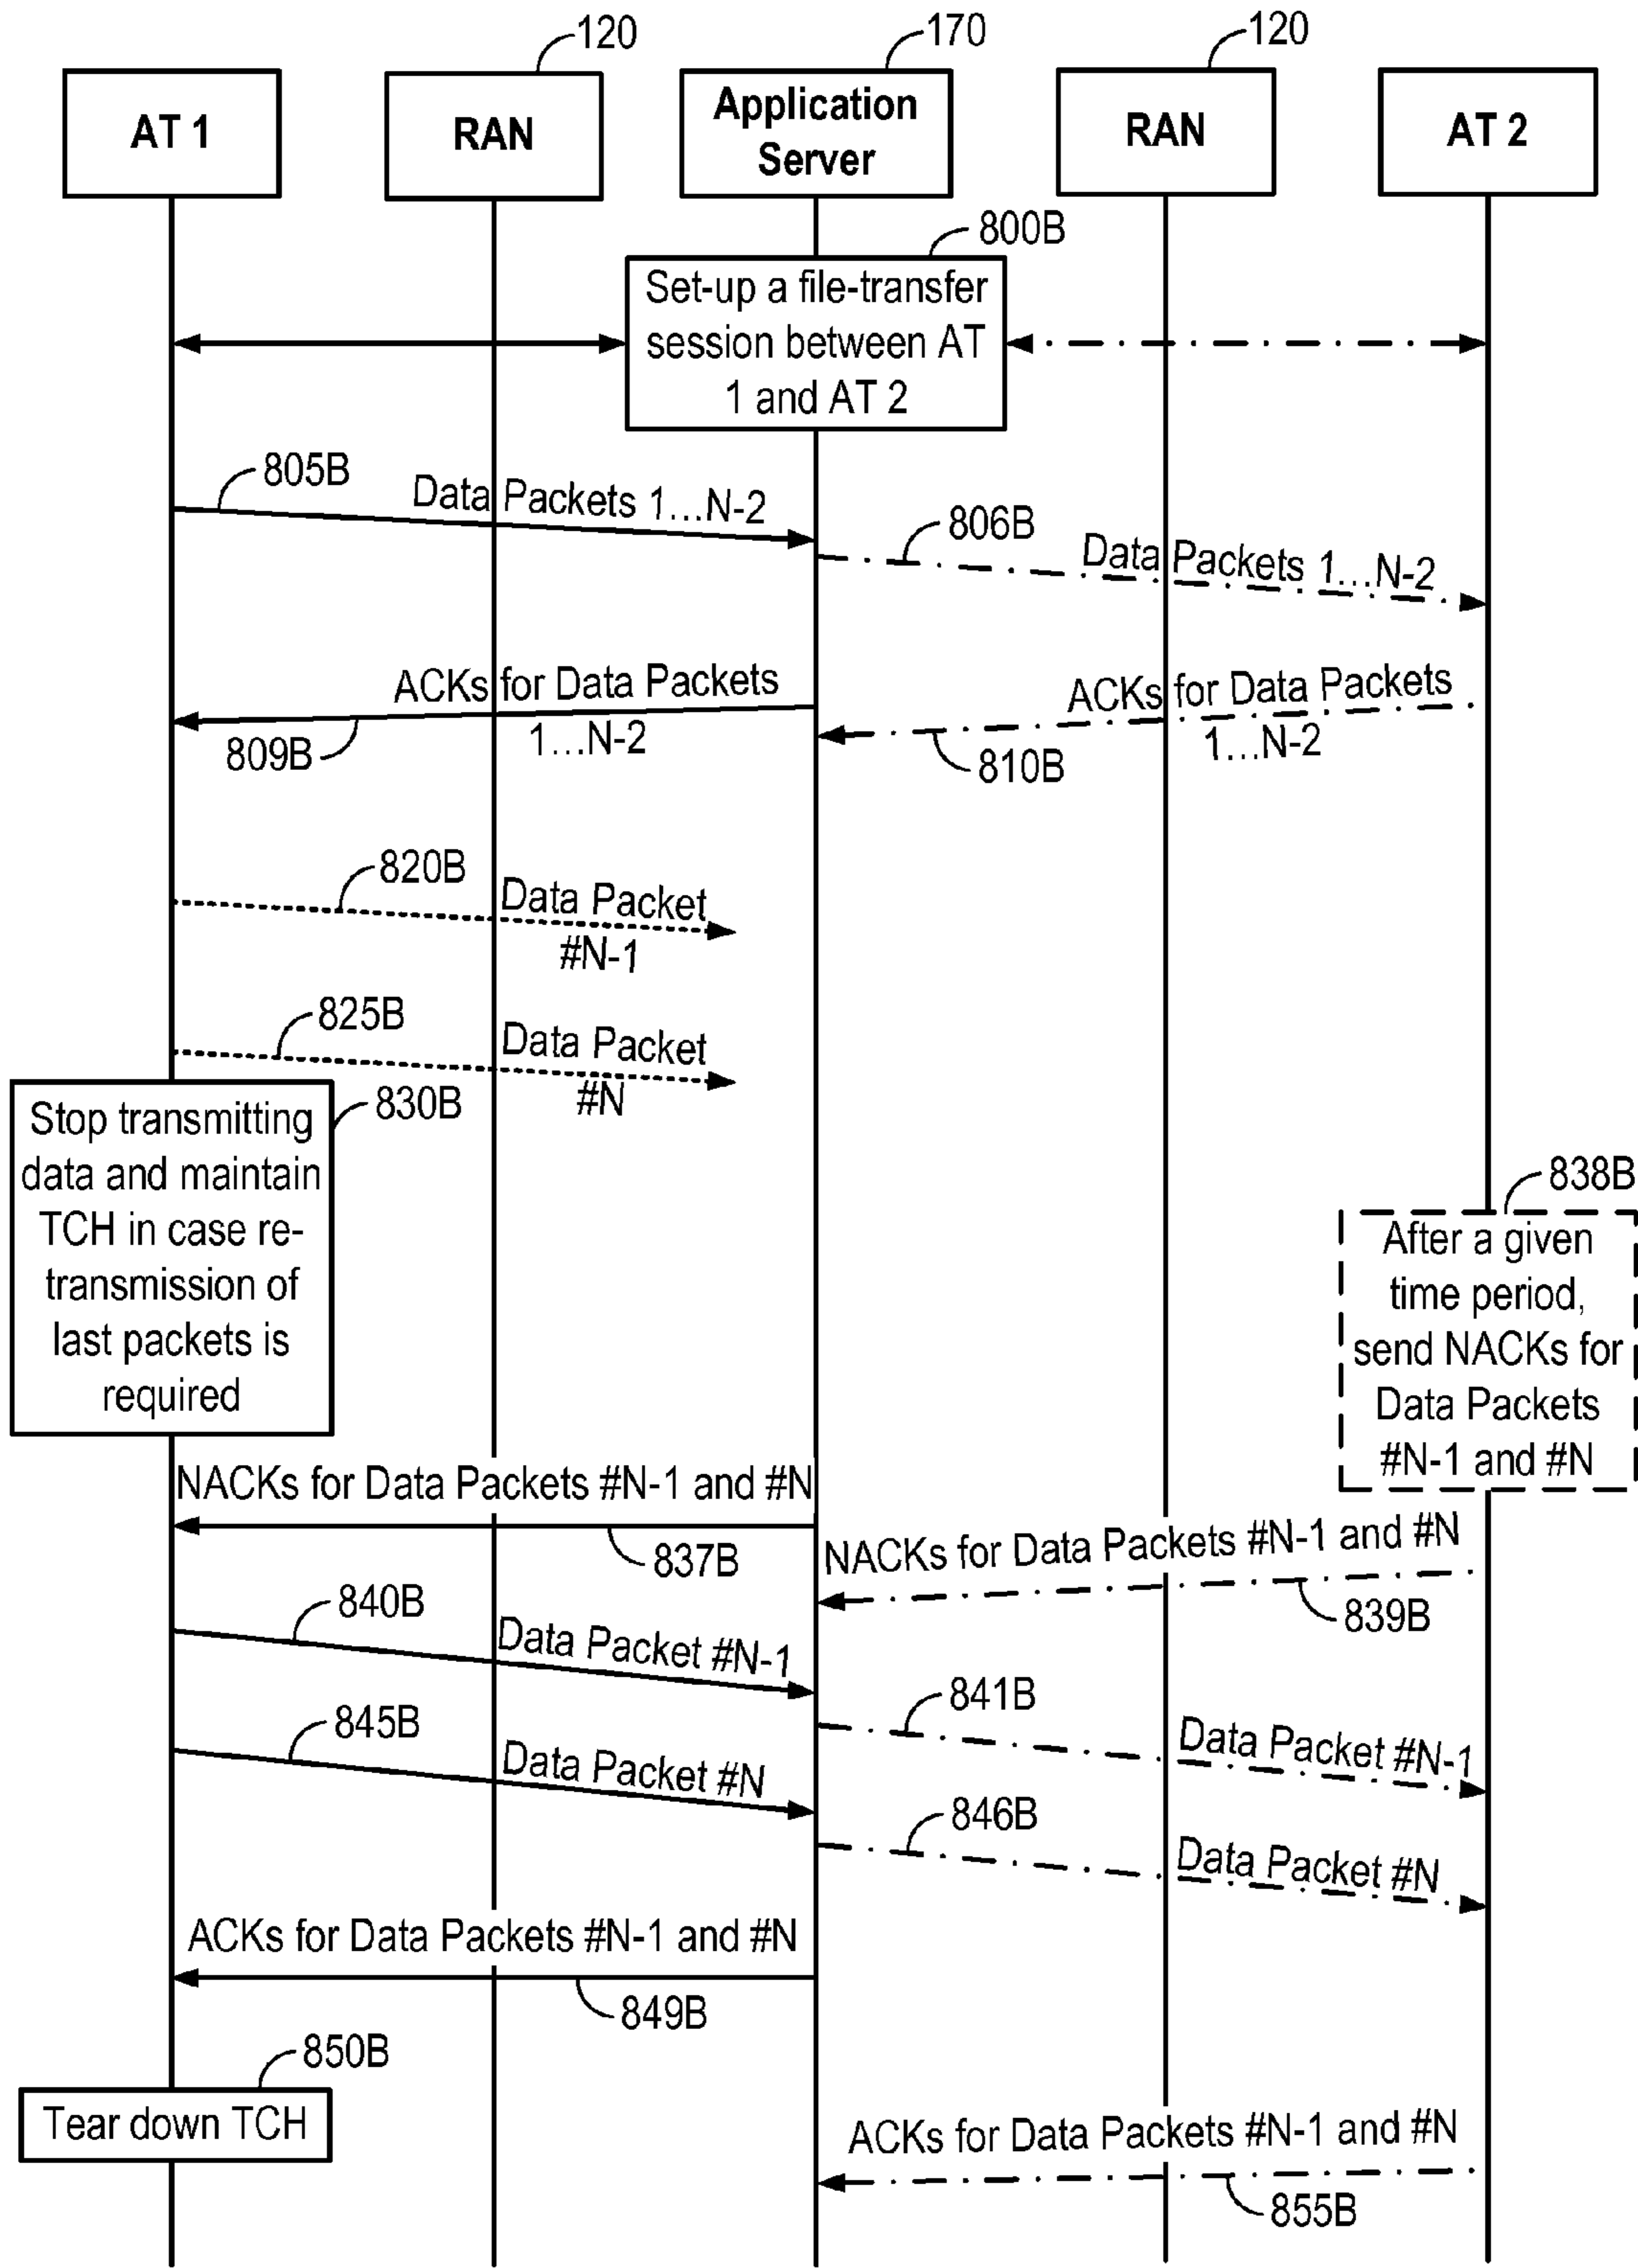 120
170
120
AT 1
RAN
Application
Server
RAN
AT 2
800B
Set-up a file-transfer
session between AT
1 and AT 2
805B
Data Packets 1...N-2
806B
Data Packets 1...N-2
ACKs for Data Packets
1...N-2
809B
ACKs for Data Packets
1...N-2
810B
820B
Data Packet
#N-1
825B
Data Packet
#N
830B
Stop transmitting
data and maintain
TCH in case re-
transmission of
last packets is
required
838B
After a given
time period,
send NACKs for
Data Packets
#N-1 and #N
NACKs for Data Packets #N-1 and #N
837B
NACKs for Data Packets #N-1 and #N
839B
840B
Data Packet #N-1
841B
Data Packet #N-1
845B
Data Packet #N
846B
Data Packet #N
ACKs for Data Packets #N-1 and #N
849B
850B
Tear down TCH
ACKs for Data Packets #N-1 and #N
855B